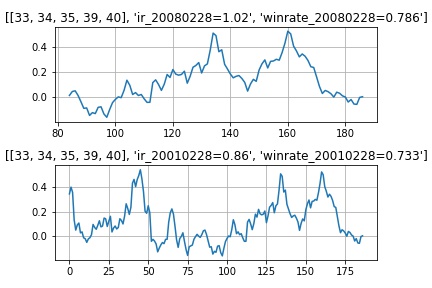 [[33, 34, 35, 39, 40], 'ir_20080228=1.02', 'winrate_20080228=0.786']
0.4
0.2
0.0
80 100 120 140 160 180
[[33, 34, 35, 39, 40], 'ir_20010228=0.86', 'winrate_20010228=0.733']
0.4
0.2
0.0
0 25 50 75 100 125 150 175